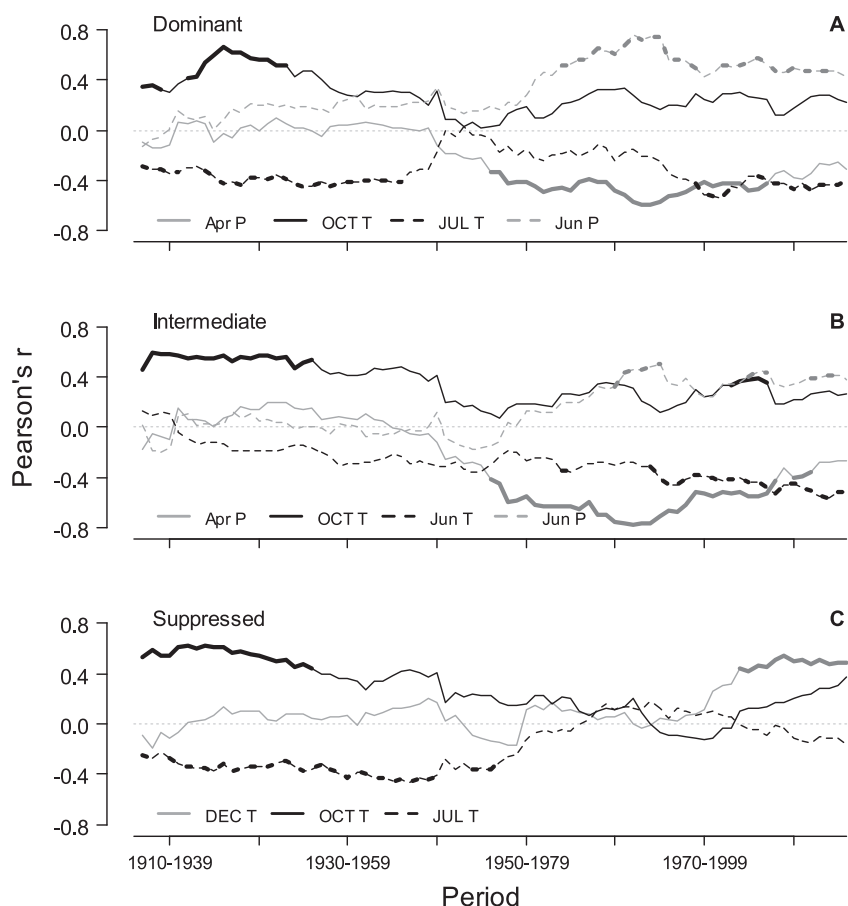 Dominant A
0.8
0.4
0.0
-0.4
-0.8
Apr P OCT T JUL T Jun P
Intermediate B
0.8
0.4
0.0
-0.4
-0.8
Apr P OCT T Jun T Jun P
Pearson's r
Suppressed C
0.8
0.4
0.0
-0.4
-0.8
DEC T OCT T JUL T
1910-1939 1930-1959 1950-1979 1970-1999
Period